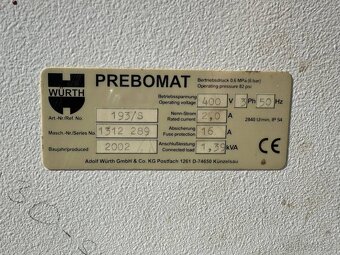 WÜRTH
PREBOMAT
Betriebsdruck 0,6 MPa (6 bar)
Operating pressure 82 psi
Betriebsspannung
Operating voltage 400 V 3 Ph 50 Hz
Art.-Nr./Ref. No. 193/S
Nenn-Strom
Rated current 2,0 A 2840 U/min, IP 54
Masch.-Nr/Series No. 1312 289
Absicherung
Fuse protection 16 A
Baujahr/produced 2002
Anschlußleistung
Connected load 1,39 kVA
CE
Adolf Würth GmbH & Co. KG Postfach 1261 D-74650 Künzelsau